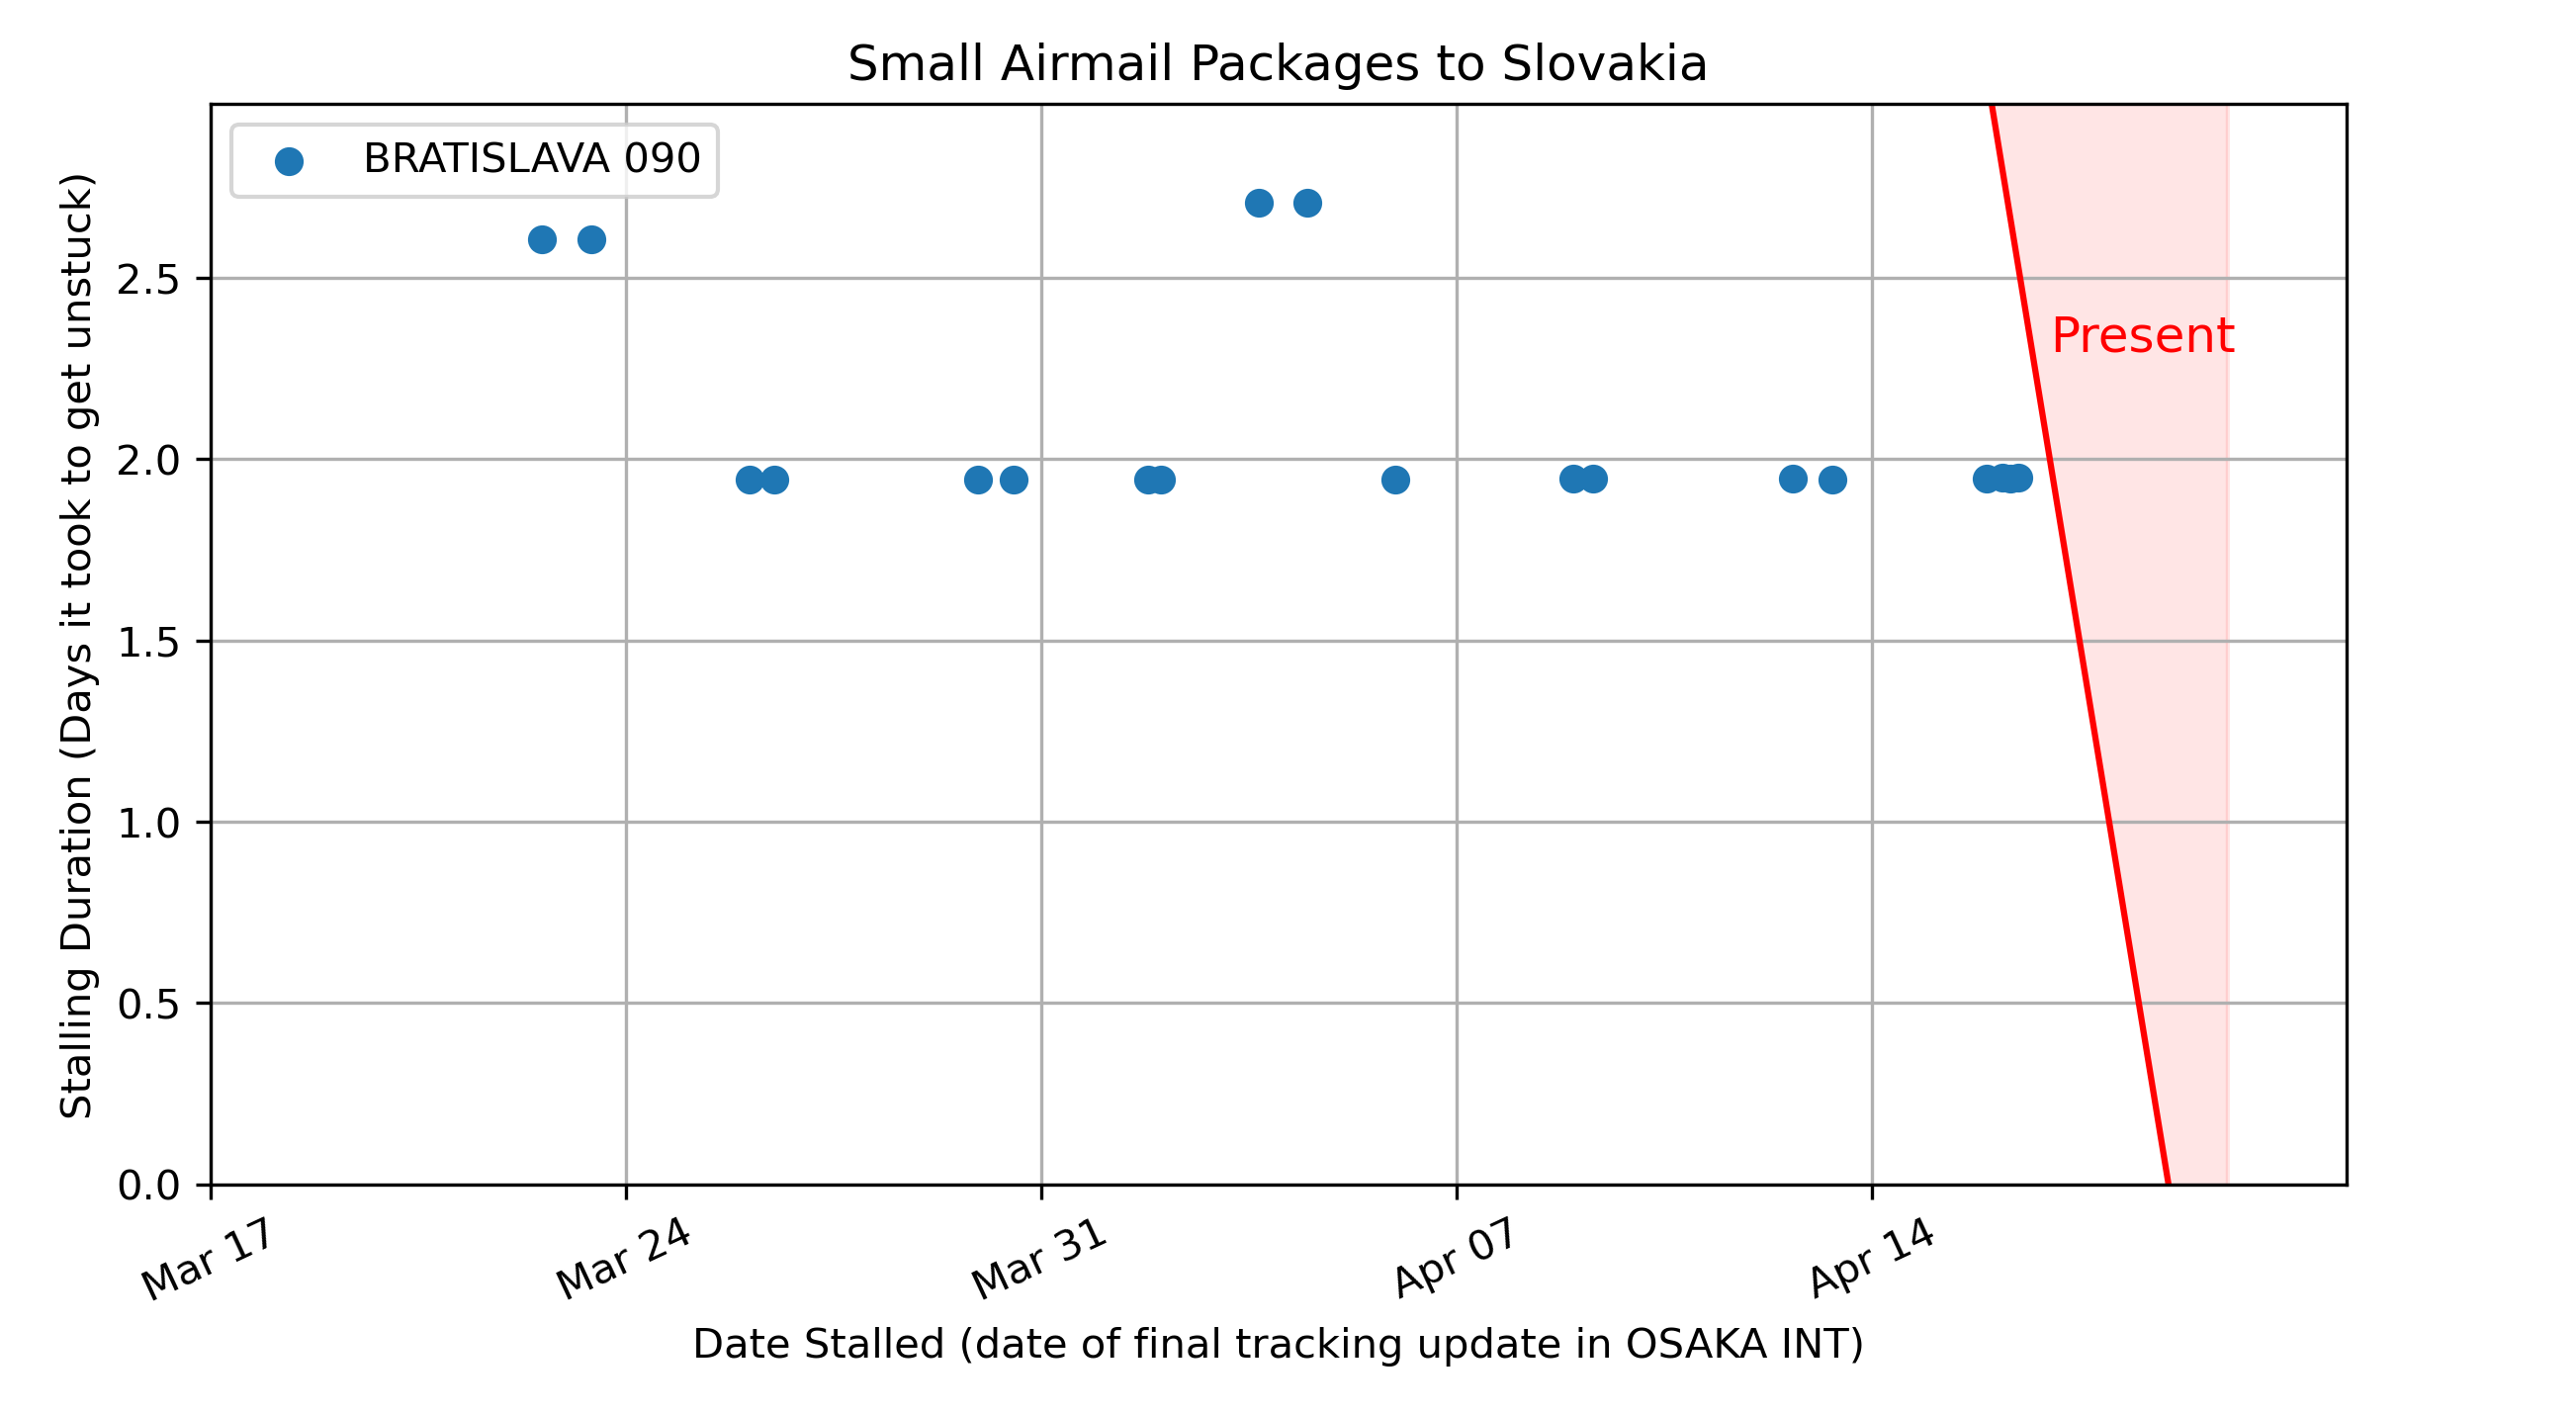 Small Airmail Packages to Slovakia
BRATISLAVA 090
Present
Stalling Duration (Days it took to get unstuck)
2.5
2.0
1.5
1.0
0.5
0.0
Mar 17
Mar 24
Mar 31
Apr 07
Apr 14
Date Stalled (date of final tracking update in OSAKA INT)